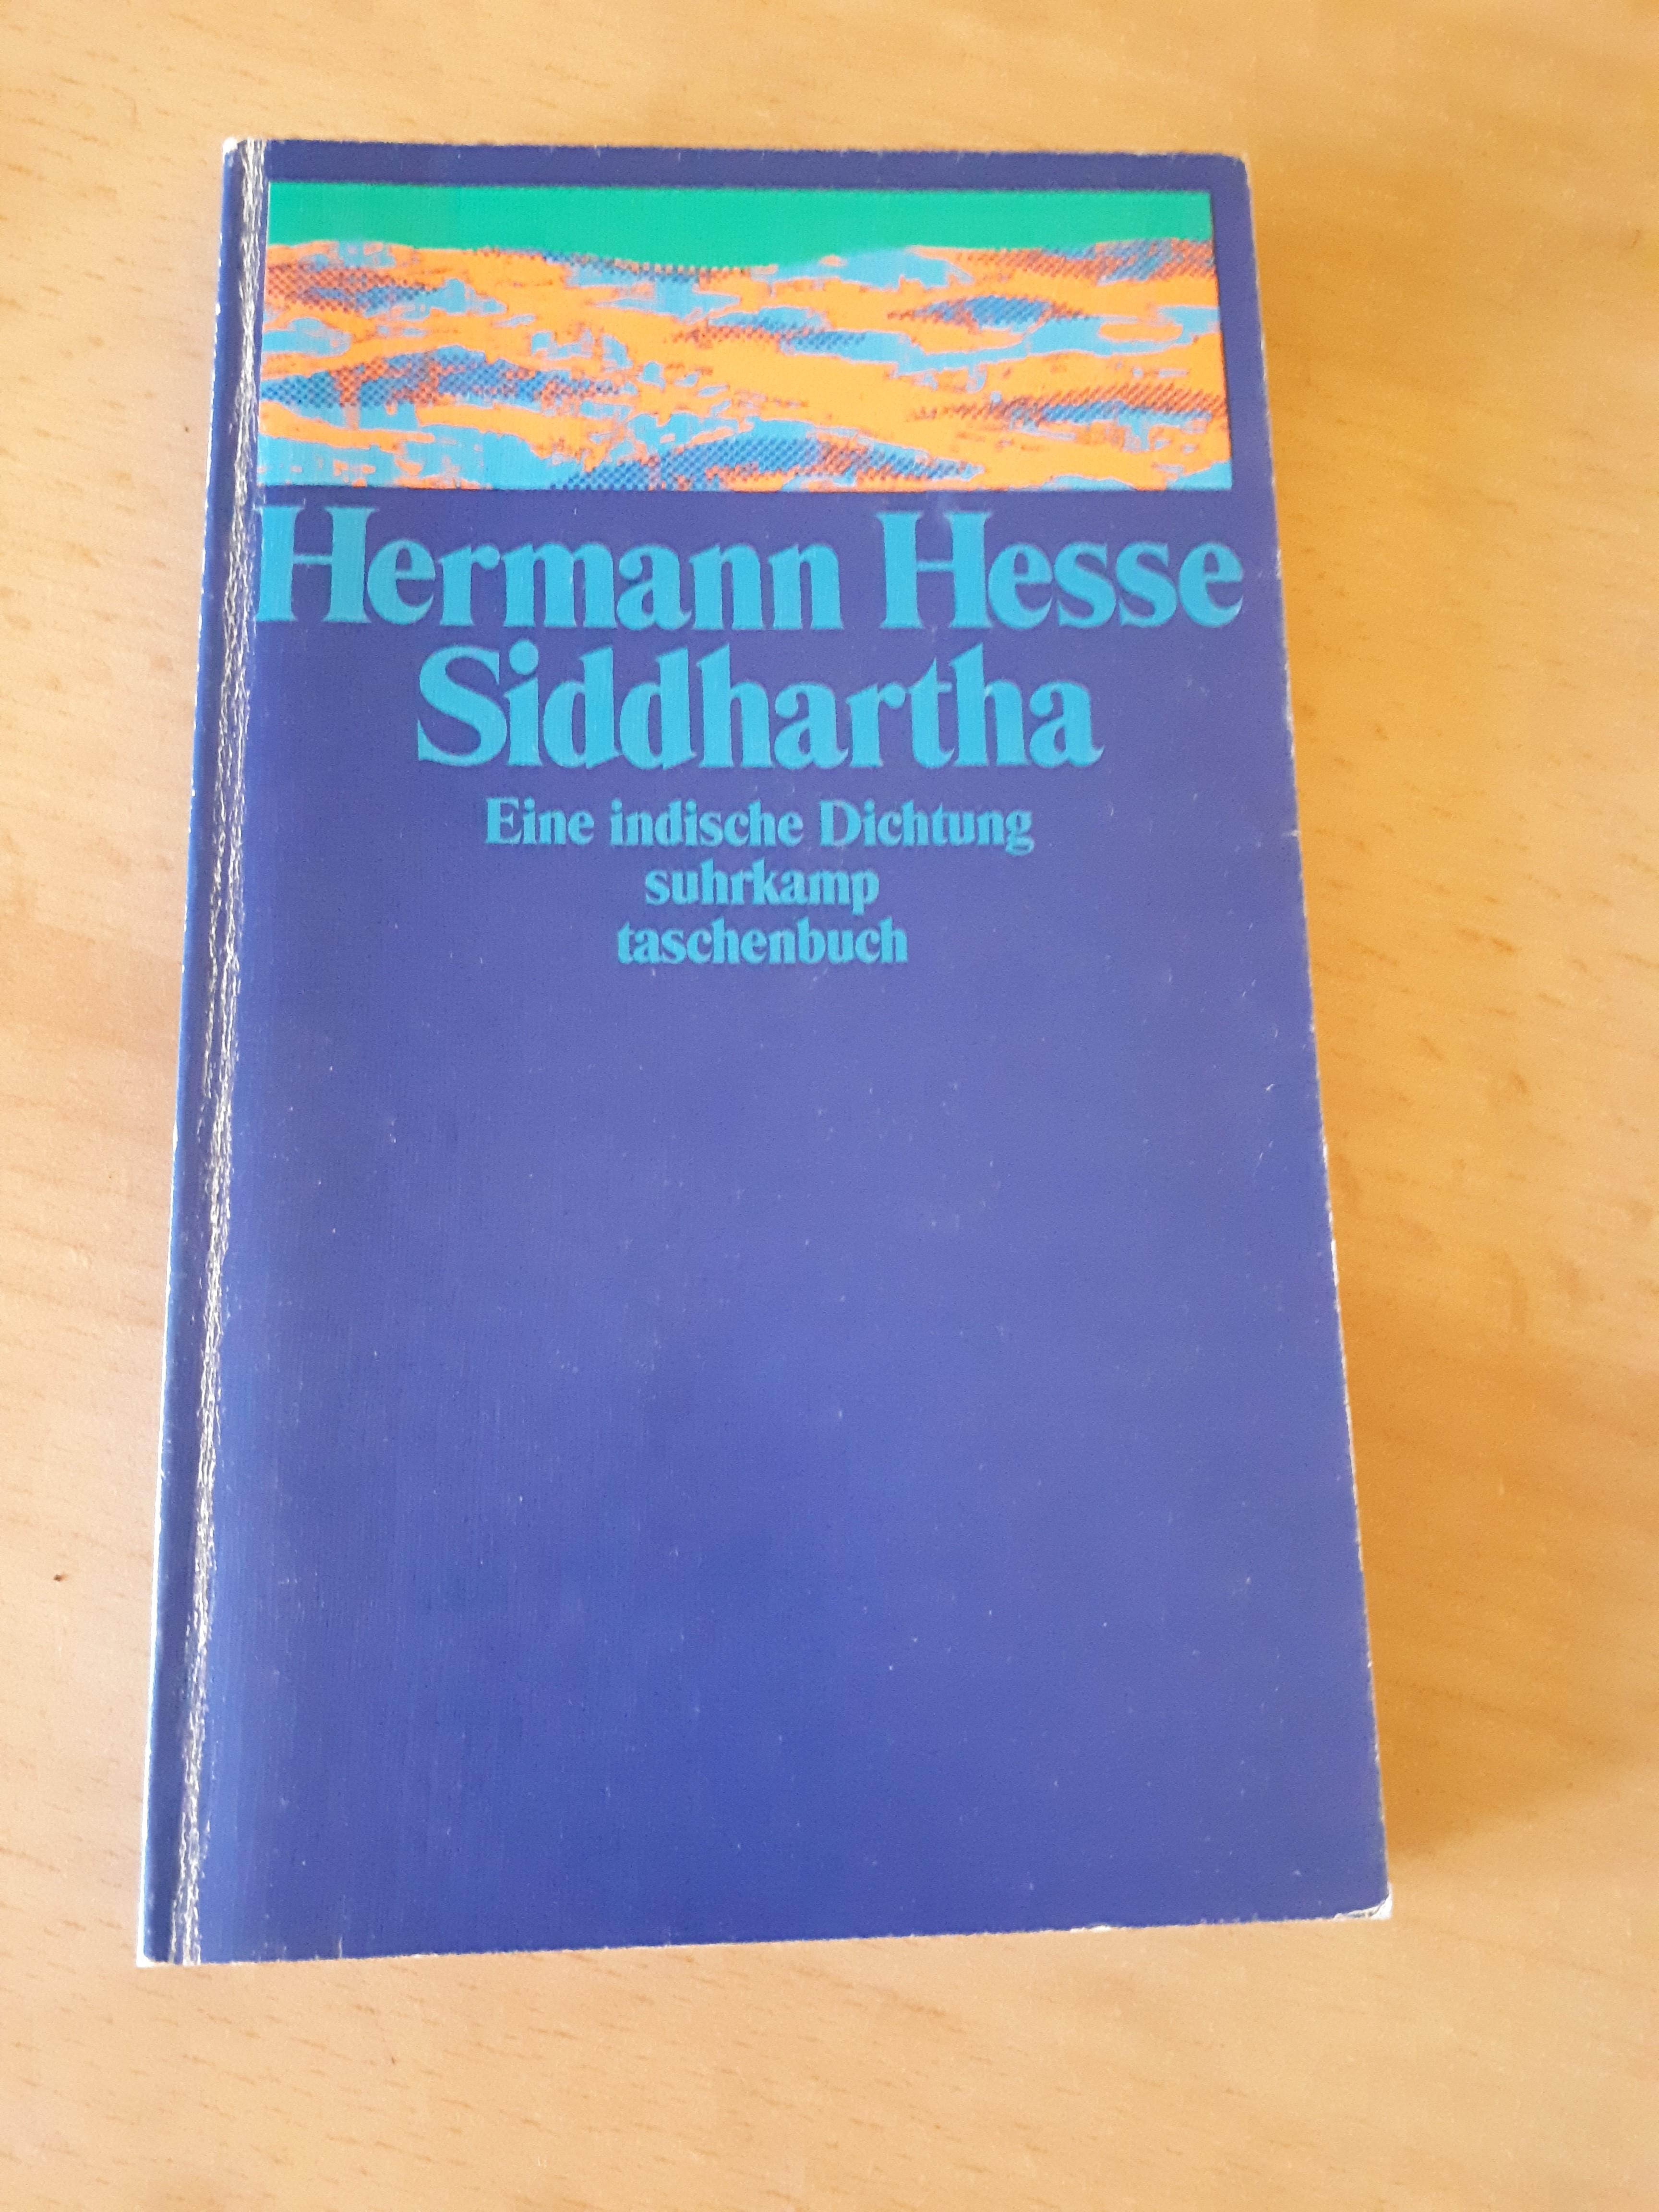 Hermann Hesse
Siddhartha
Eine indische Dichtung
suhrkamp
taschenbuch